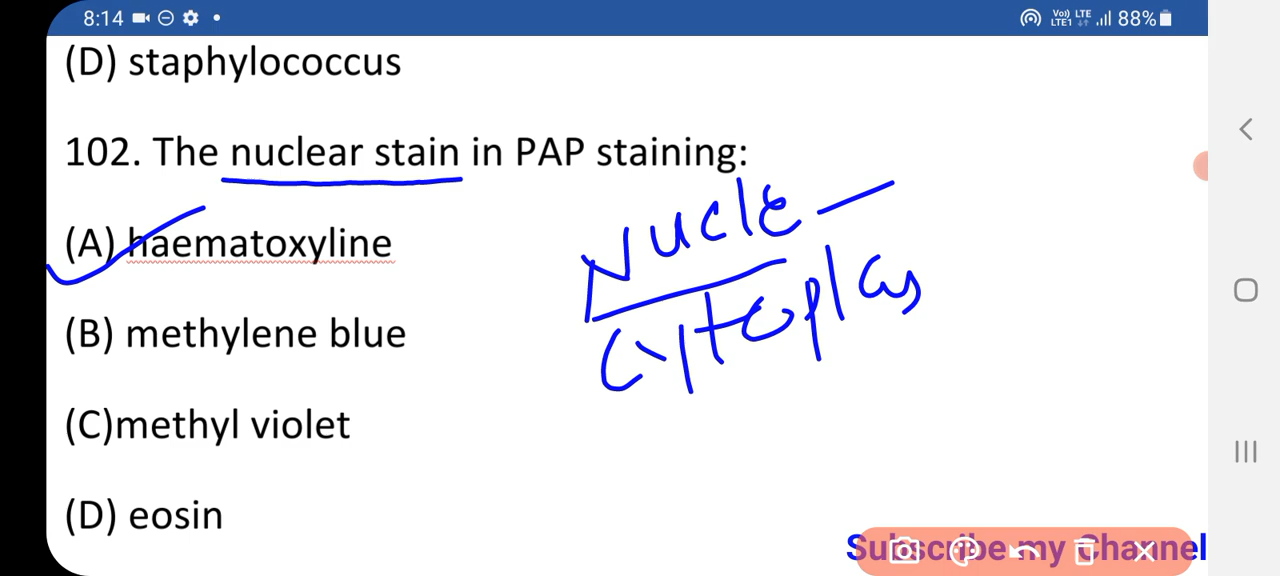 8:14 88%
(D) staphylococcus
102. The nuclear stain in PAP staining:
(A) haematoxyline
Nucle
(B) methylene blue
Cytoplas
(C)methyl violet
(D) eosin
Subscribe my Channel